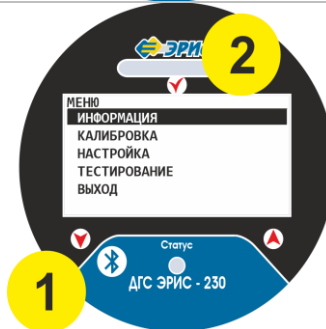 ЭРИС
2
МЕНЮ
ИНФОРМАЦИЯ
КАЛИБРОВКА
НАСТРОЙКА
ТЕСТИРОВАНИЕ
ВЫХОД
Статус
ДГС ЭРИС - 230
1